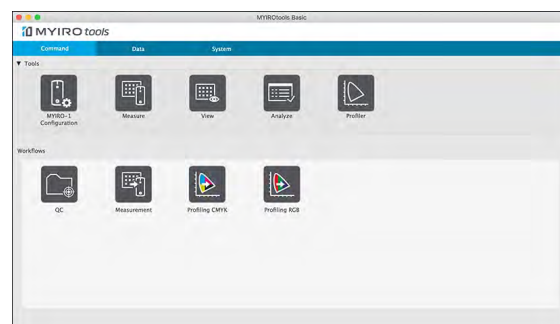 MYIROtools Basic
MYIRO tools
Command Data System
▼ Tools
MYIRO-1 Configuration
Measure
View
Analyze
Profiler
Workflows
QC
Measurement
Profiling CMYK
Profiling RGB